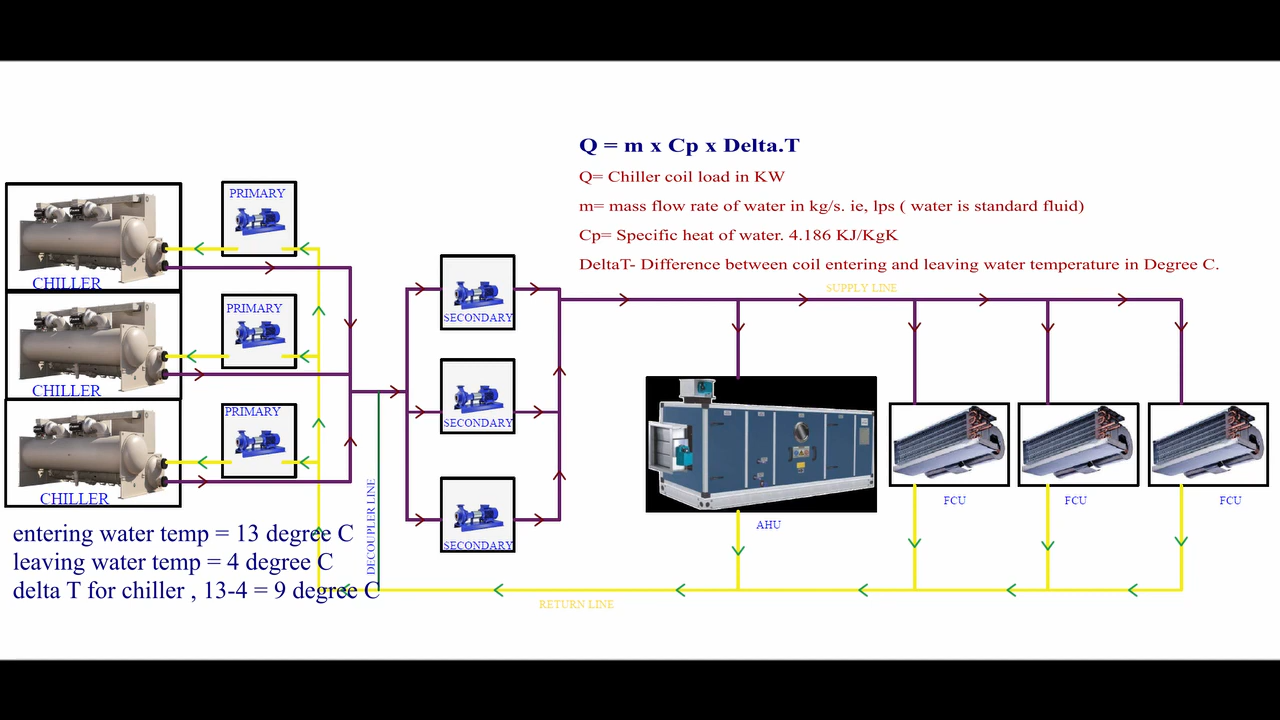 Q = m x Cp x Delta.T
Q= Chiller coil load in KW
m= mass flow rate of water in kg/s. ie, lps ( water is standard fluid)
Cp= Specific heat of water. 4.186 KJ/KgK
DeltaT- Difference between coil entering and leaving water temperature in Degree C.
SUPPLY LINE
PRIMARY
CHILLER
PRIMARY
CHILLER
PRIMARY
CHILLER
SECONDARY
SECONDARY
SECONDARY
DECOUPLER LINE
AHU
FCU
FCU
FCU
entering water temp = 13 degree C
leaving water temp = 4 degree C
delta T for chiller , 13-4 = 9 degree C
RETURN LINE